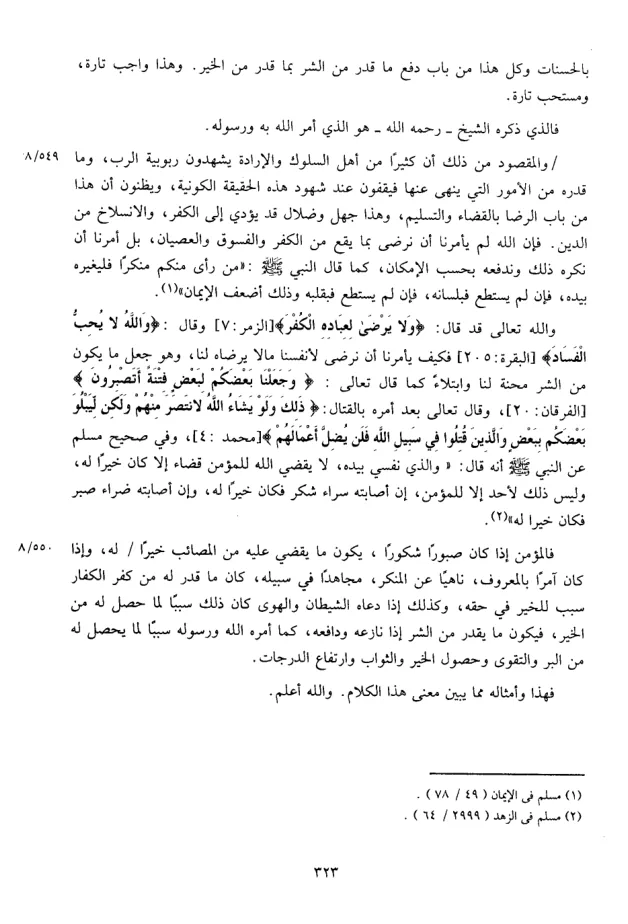 بالحسنات وكل هذا من باب دفع ما قدر من الشر بما قدر من الخير. وهذا واجب تارة،
ومستحب تارة.
فالذي ذكره الشيخ ـ رحمه الله ـ هو الذي أمر الله به ورسوله.
/ والمقصود من ذلك أن كثيرًا من أهل السلوك والإرادة يشهدون ربوبية الرب، وما ٨/٥٤٩
قدره من الأمور التي ينهى عنها فيقفون عند شهود هذه الحقيقة الكونية، ويظنون أن هذا
من باب الرضا بالقضاء والتسليم، وهذا جهل وضلال قد يؤدي إلى الكفر، والانسلاخ من
الدين. فإن الله لم يأمرنا أن نرضى بما يقع من الكفر والفسوق والعصيان، بل أمرنا أن
نكره ذلك وندفعه بحسب الإمكان، كما قال النبي ﷺ :«من رأى منكم منكرًا فليغيره
بيده، فإن لم يستطع فبلسانه، فإن لم يستطع فبقلبه وذلك أضعف الإيمان»(١).
والله تعالى قد قال: ﴿وَلا يَرْضَىٰ لِعِبَادِهِ الْكُفْرَ﴾[الزمر:٧] وقال :﴿وَاللَّهُ لا يُحِبُّ
الْفَسَادَ﴾ [البقرة:٢٠٥] فكيف يأمرنا أن نرضى لأنفسنا مالا يرضاه لنا، وهو جعل ما يكون
من الشر محنة لنا وابتلاءً كما قال تعالى : ﴿ وَجَعَلْنَا بَعْضَكُمْ لِبَعْضٍ فِتْنَةً أَتَصْبِرُونَ ﴾
[الفرقان:٢٠]، وقال تعالى بعد أمره بالقتال:﴿ ذَلِكَ وَلَوْ يَشَاءُ اللَّهُ لانتَصَرَ مِنْهُمْ وَلَكِن لِّيَبْلُوَ
بَعْضَكُم بِبَعْضٍ وَالَّذِينَ قُتِلُوا فِي سَبِيلِ اللَّهِ فَلَن يُضِلَّ أَعْمَالَهُمْ ﴾[محمد :٤]، وفي صحيح مسلم
عن النبي ﷺ أنه قال: « والذي نفسي بيده، لا يقضي الله للمؤمن قضاء إلا كان خيرًا له،
وليس ذلك لأحد إلا للمؤمن، إن أصابته سراء شكر فكان خيرًا له، وإن أصابته ضراء صبر
فكان خيرا له»(٢).
فالمؤمن إذا كان صبورًا شكورًا ، يكون ما يقضي عليه من المصائب خيرًا / له، وإذا ٨/٥٥٠
كان آمرًا بالمعروف، ناهيًا عن المنكر، مجاهدًا في سبيله، كان ما قدر له من كفر الكفار
سبب للخير في حقه، وكذلك إذا دعاه الشيطان والهوى كان ذلك سببًا لما حصل له من
الخير، فيكون ما يقدر من الشر إذا نازعه ودافعه، كما أمره الله ورسوله سببًا لما يحصل له
من البر والتقوى وحصول الخير والثواب وارتفاع الدرجات.
فهذا وأمثاله مما يبين معنى هذا الكلام. والله أعلم.
(١) مسلم في الإيمان ( ٤٩ / ٧٨ ) .
(٢) مسلم في الزهد ( ٢٩٩٩ / ٦٤ ) .
٣٢٣